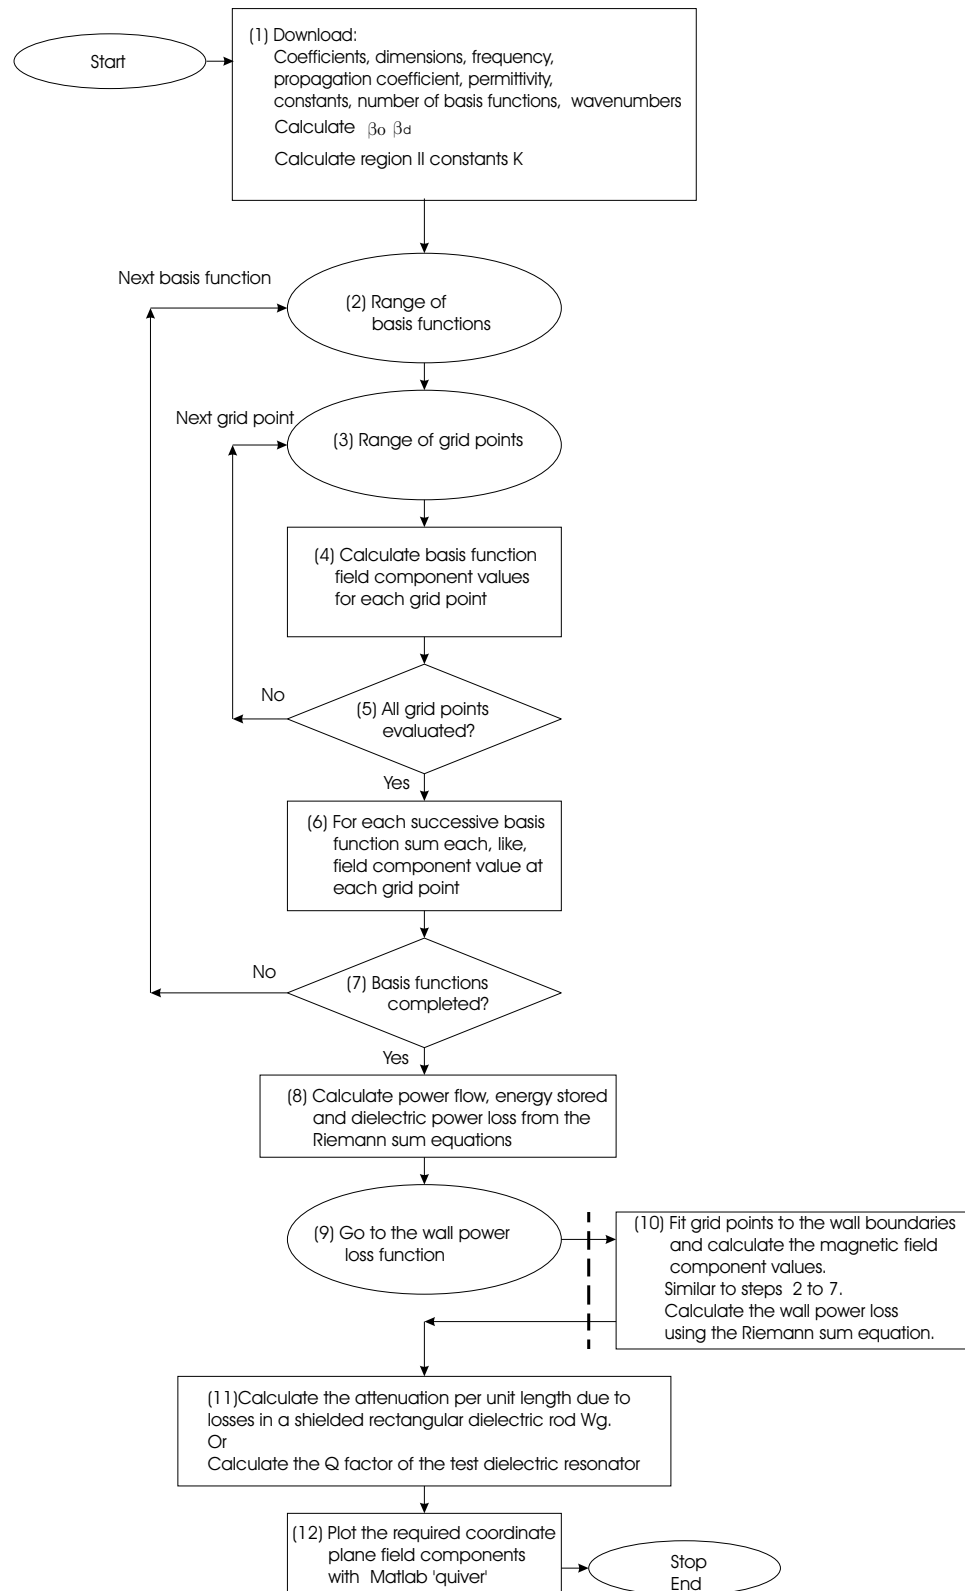 Start
(1) Download:
Coefficients, dimensions, frequency,
propagation coefficient, permittivity,
constants, number of basis functions, wavenumbers
Calculate βo βd
Calculate region II constants K
Next basis function
(2) Range of
basis functions
Next grid point
(3) Range of grid points
(4) Calculate basis function
field component values
for each grid point
No
(5) All grid points
evaluated?
Yes
(6) For each successive basis
function sum each, like,
field component value at
each grid point
No
(7) Basis functions
completed?
Yes
(8) Calculate power flow, energy stored
and dielectric power loss from the
Riemann sum equations
(9) Go to the wall power
loss function
(10) Fit grid points to the wall boundaries
and calculate the magnetic field
component values.
Similar to steps 2 to 7.
Calculate the wall power loss
using the Riemann sum equation.
(11)Calculate the attenuation per unit length due to
losses in a shielded rectangular dielectric rod Wg.
Or
Calculate the Q factor of the test dielectric resonator
(12) Plot the required coordinate
plane field components
with Matlab 'quiver'
Stop
End